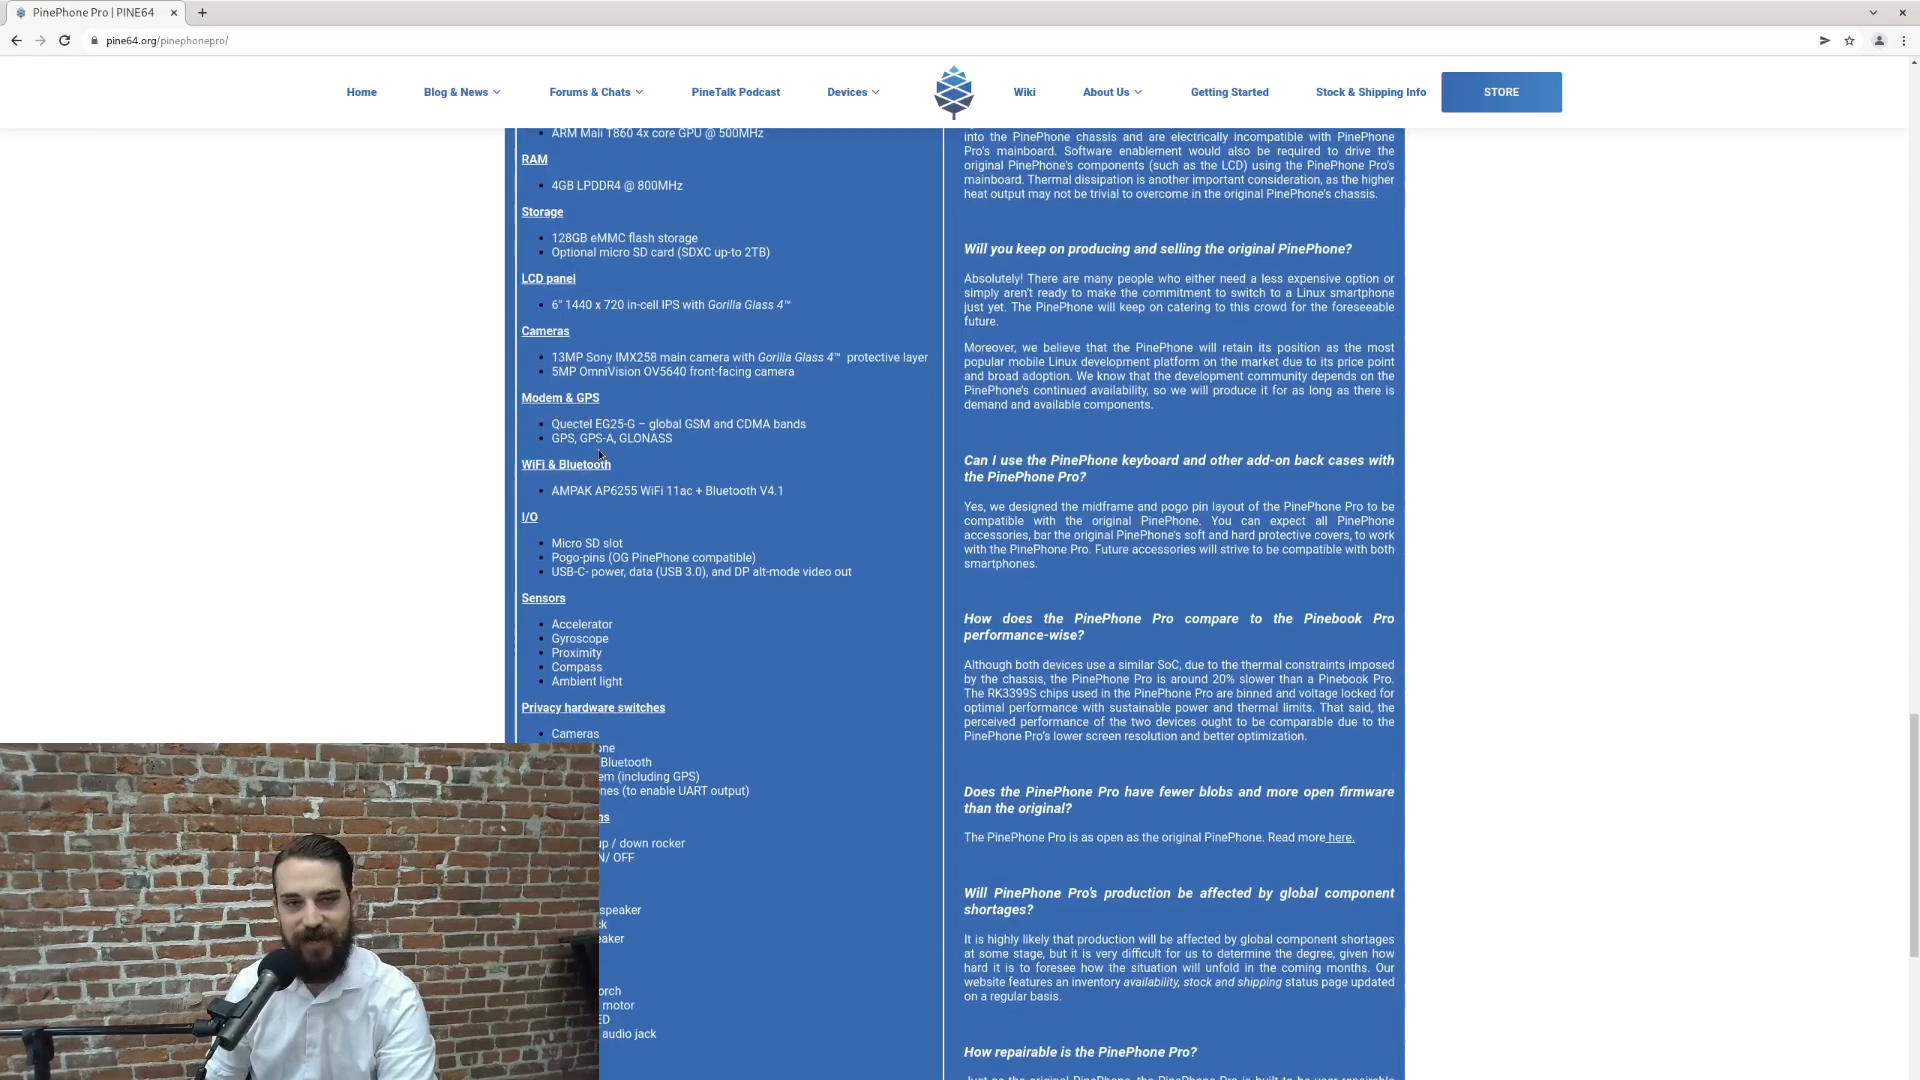 PinePhone Pro | PINE64
pine64.org/pinephonepro/
Home
Blog & News
Forums & Chats
PineTalk Podcast
Devices
Wiki
About Us
Getting Started
Stock & Shipping Info
STORE
ARM Mali T860 4x core GPU @ 500MHz
RAM
4GB LPDDR4 @ 800MHz
Storage
128GB eMMC flash storage
Optional micro SD card (SDXC up-to 2TB)
LCD panel
6" 1440 x 720 in-cell IPS with Gorilla Glass 4™
Cameras
13MP Sony IMX258 main camera with Gorilla Glass 4™ protective layer
5MP OmniVision OV5640 front-facing camera
Modem & GPS
Quectel EG25-G – global GSM and CDMA bands
GPS, GPS-A, GLONASS
WiFi & Bluetooth
AMPAK AP6255 WiFi 11ac + Bluetooth V4.1
I/O
Micro SD slot
Pogo-pins (OG PinePhone compatible)
USB-C- power, data (USB 3.0), and DP alt-mode video out
Sensors
Accelerator
Gyroscope
Proximity
Compass
Ambient light
Privacy hardware switches
Cameras
one
Bluetooth
em (including GPS)
nes (to enable UART output)
ns
up / down rocker
N/ OFF
speaker
ck
eaker
orch
motor
ED
audio jack
into the PinePhone chassis and are electrically incompatible with PinePhone
Pro's mainboard. Software enablement would also be required to drive the
original PinePhone's components (such as the LCD) using the PinePhone Pro's
mainboard. Thermal dissipation is another important consideration, as the higher
heat output may not be trivial to overcome in the original PinePhone's chassis.
Will you keep on producing and selling the original PinePhone?
Absolutely! There are many people who either need a less expensive option or
simply aren't ready to make the commitment to switch to a Linux smartphone
just yet. The PinePhone will keep on catering to this crowd for the foreseeable
future.
Moreover, we believe that the PinePhone will retain its position as the most
popular mobile Linux development platform on the market due to its price point
and broad adoption. We know that the development community depends on the
PinePhone's continued availability, so we will produce it for as long as there is
demand and available components.
Can I use the PinePhone keyboard and other add-on back cases with
the PinePhone Pro?
Yes, we designed the midframe and pogo pin layout of the PinePhone Pro to be
compatible with the original PinePhone. You can expect all PinePhone
accessories, bar the original PinePhone's soft and hard protective covers, to work
with the PinePhone Pro. Future accessories will strive to be compatible with both
smartphones.
How does the PinePhone Pro compare to the Pinebook Pro
performance-wise?
Although both devices use a similar SoC, due to the thermal constraints imposed
by the chassis, the PinePhone Pro is around 20% slower than a Pinebook Pro.
The RK3399S chips used in the PinePhone Pro are binned and voltage locked for
optimal performance with sustainable power and thermal limits. That said, the
perceived performance of the two devices ought to be comparable due to the
PinePhone Pro's lower screen resolution and better optimization.
Does the PinePhone Pro have fewer blobs and more open firmware
than the original?
The PinePhone Pro is as open as the original PinePhone. Read more here.
Will PinePhone Pro's production be affected by global component
shortages?
It is highly likely that production will be affected by global component shortages
at some stage, but it is very difficult for us to determine the degree, given how
hard it is to foresee how the situation will unfold in the coming months. Our
website features an inventory availability, stock and shipping status page updated
on a regular basis.
How repairable is the PinePhone Pro?